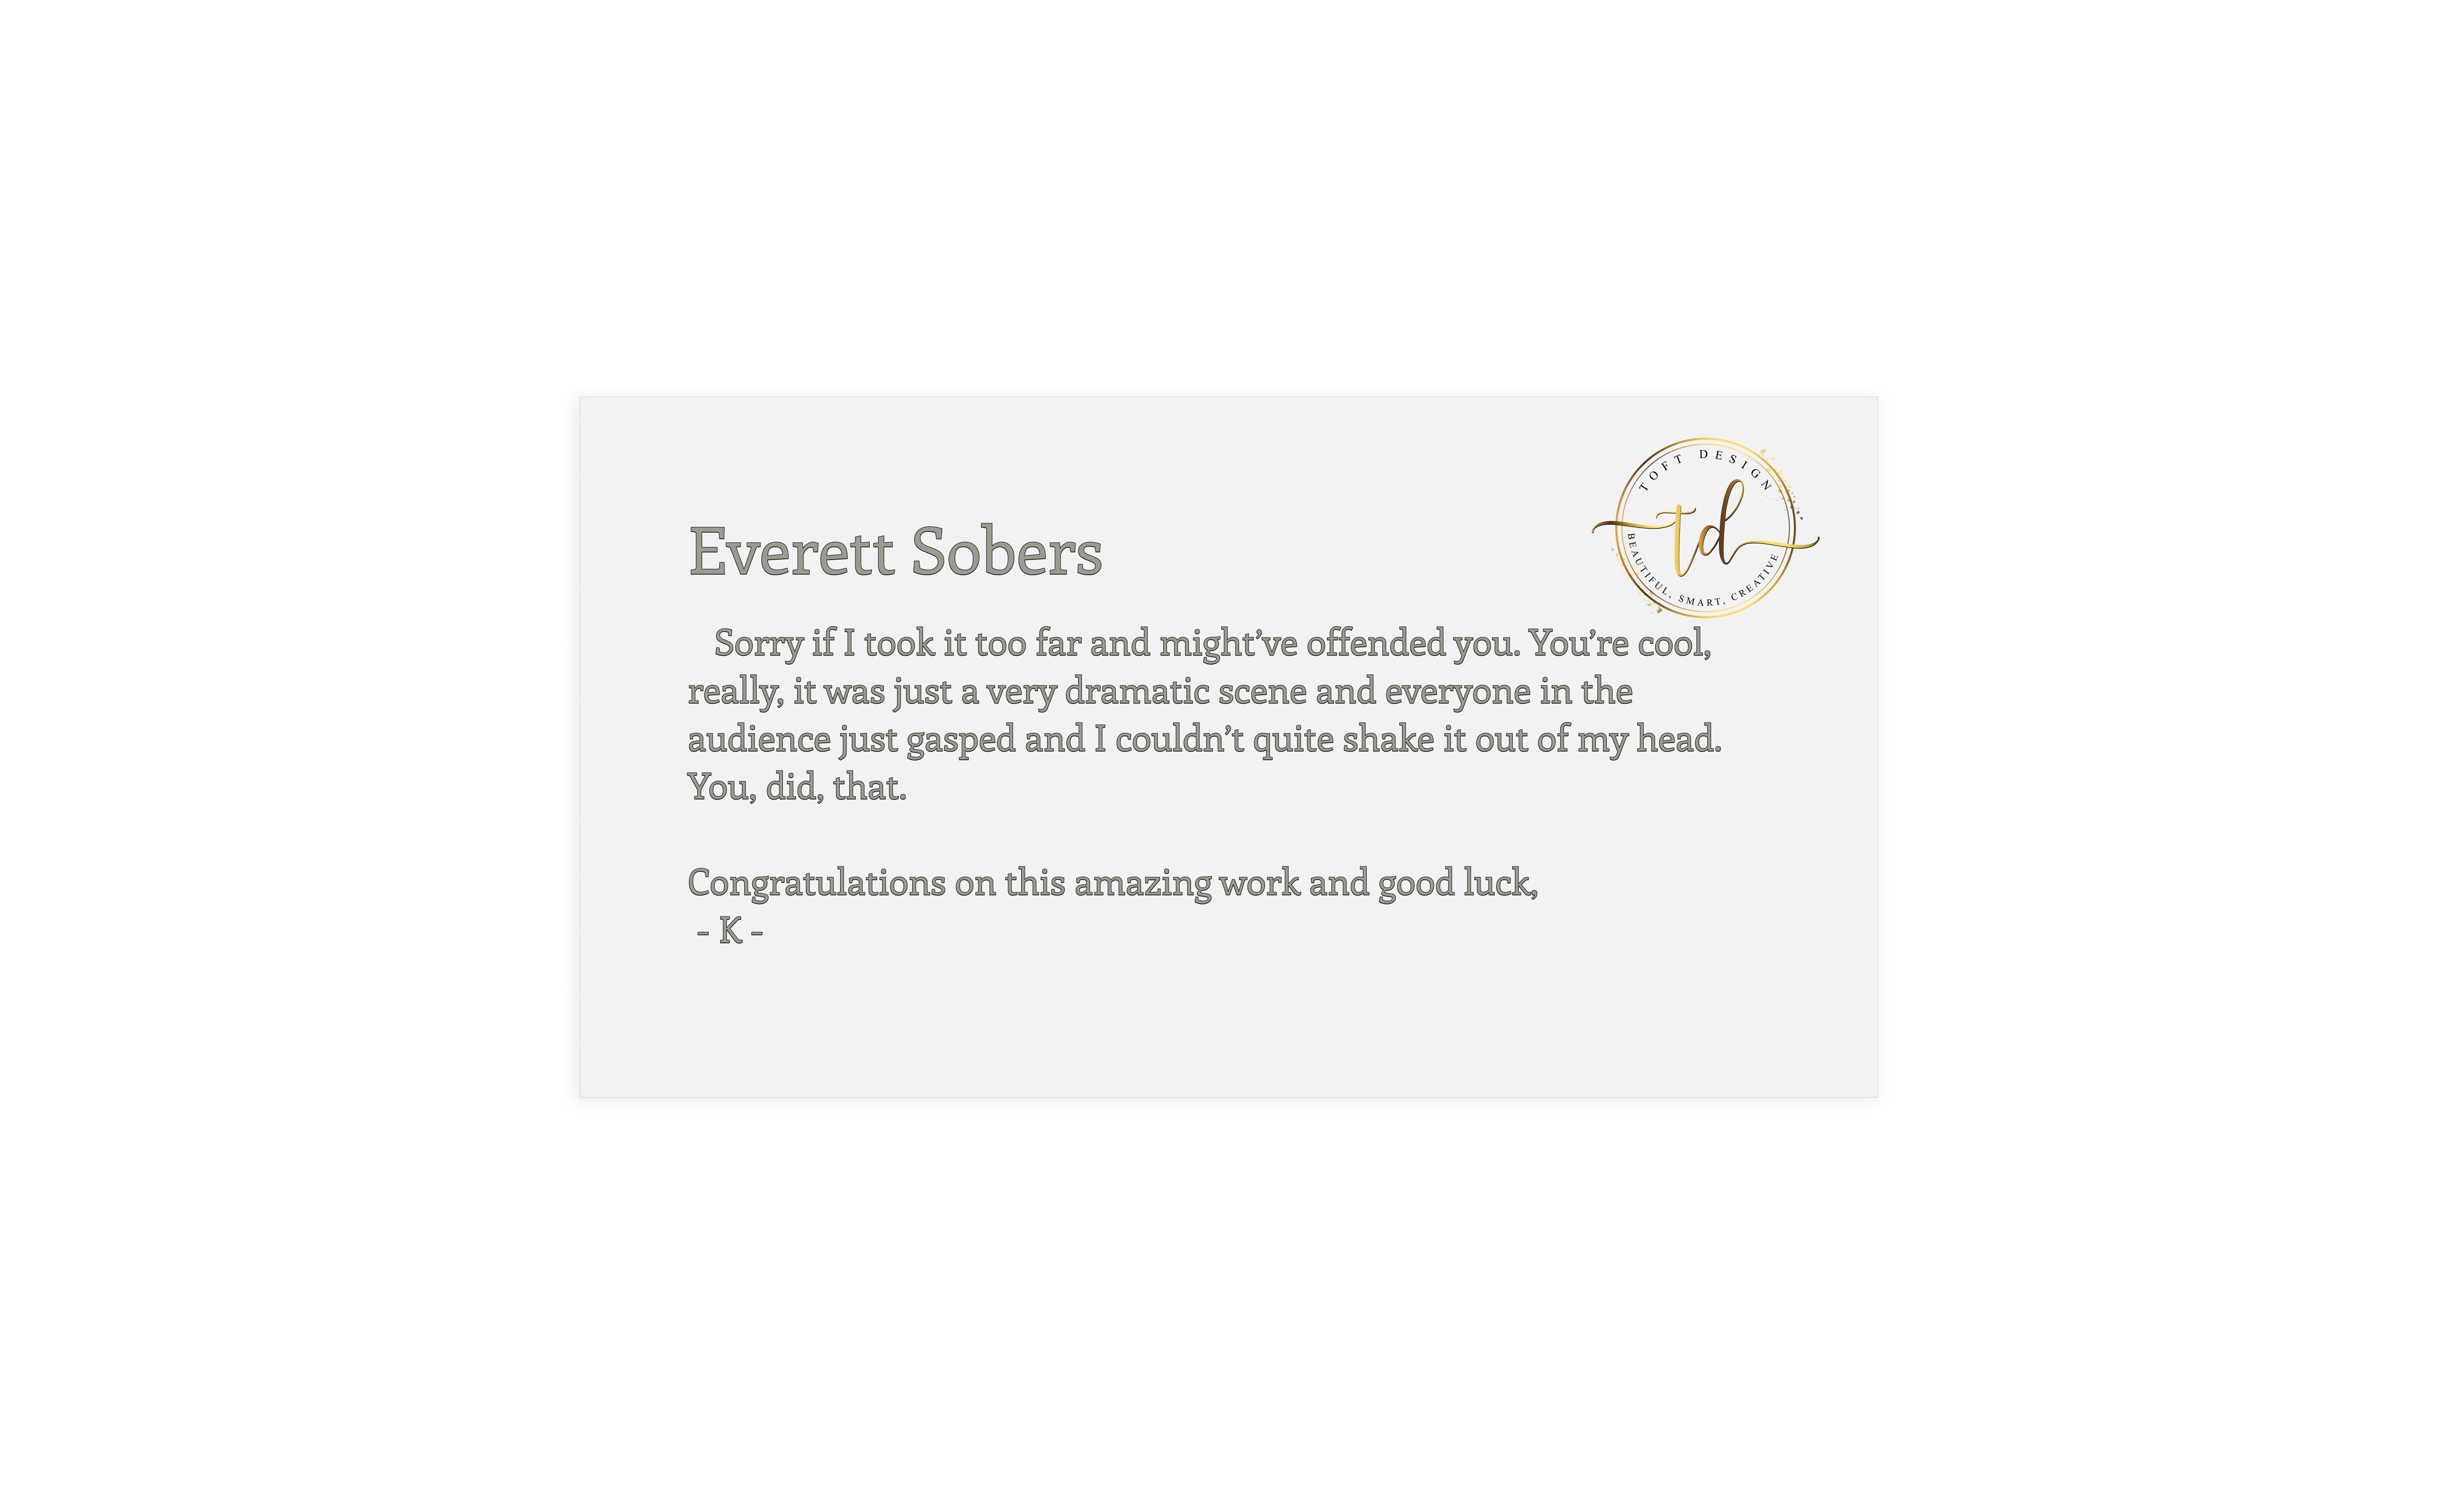 TOFT DESIGN
td
BEAUTIFUL, SMART, CREATIVE
Everett Sobers
Sorry if I took it too far and might’ve offended you. You’re cool,
really, it was just a very dramatic scene and everyone in the
audience just gasped and I couldn’t quite shake it out of my head.
You, did, that.
Congratulations on this amazing work and good luck,
- K -